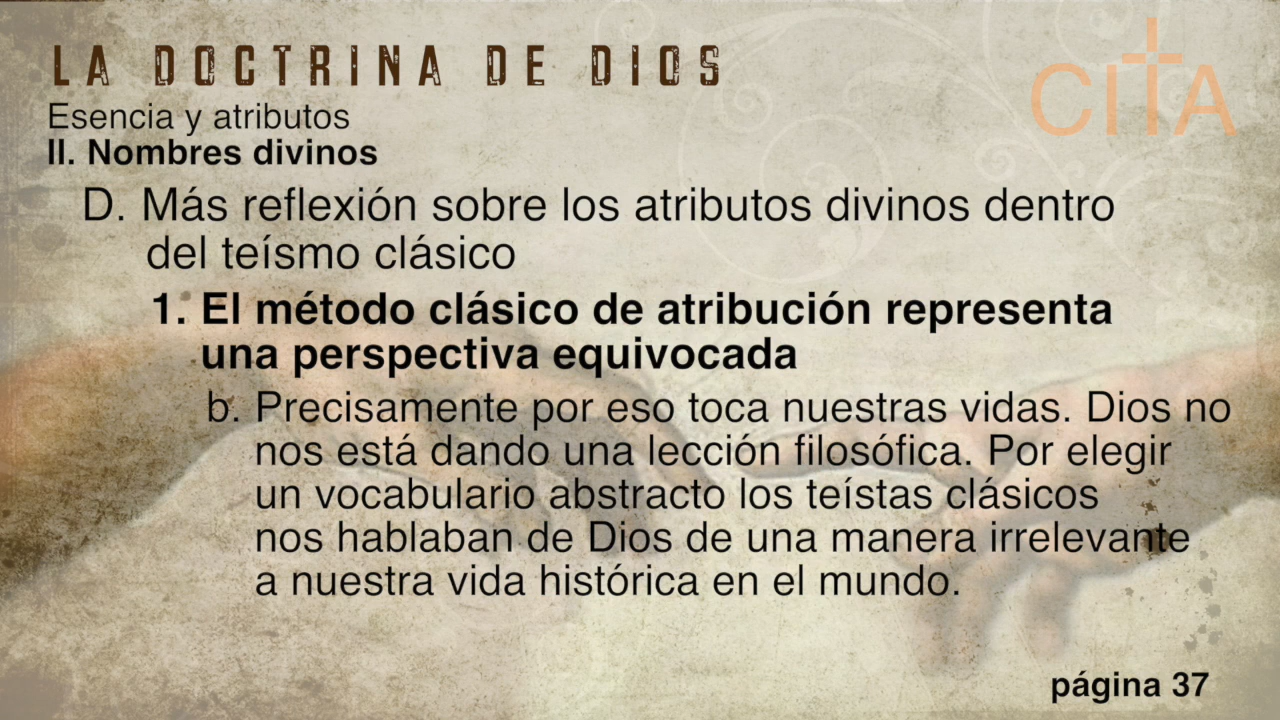 LA DOCTRINA DE DIOS
CITA
Esencia y atributos
II. Nombres divinos
D. Más reflexión sobre los atributos divinos dentro
del teísmo clásico
1. El método clásico de atribución representa
una perspectiva equivocada
b. Precisamente por eso toca nuestras vidas. Dios no
nos está dando una lección filosófica. Por elegir
un vocabulario abstracto los teístas clásicos
nos hablaban de Dios de una manera irrelevante
a nuestra vida histórica en el mundo.
página 37